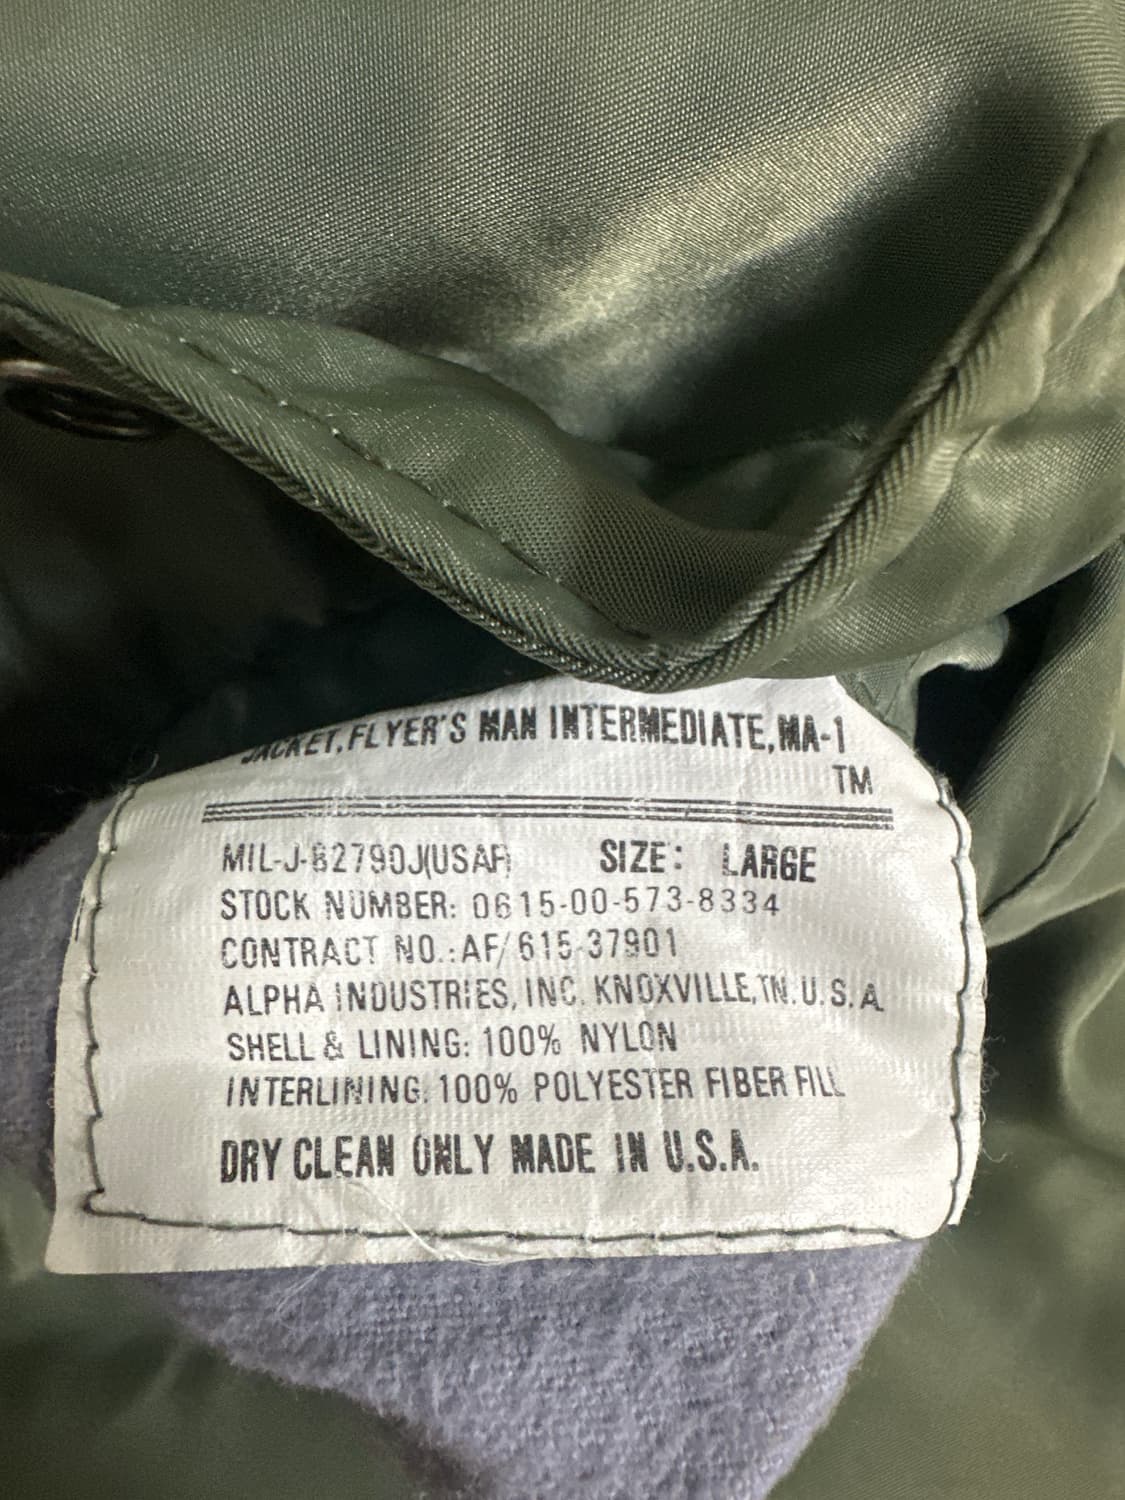 JACKET, FLYER'S MAN INTERMEDIATE, MA-1
TM
MIL-J-82790J(USAF) SIZE: LARGE
STOCK NUMBER: 0615-00-573-8334
CONTRACT NO.:AF/615-37901
ALPHA INDUSTRIES, INC. KNOXVILLE, TN. U.S.A
SHELL & LINING: 100% NYLON
INTERLINING: 100% POLYESTER FIBER FILL
DRY CLEAN ONLY MADE IN U.S.A.